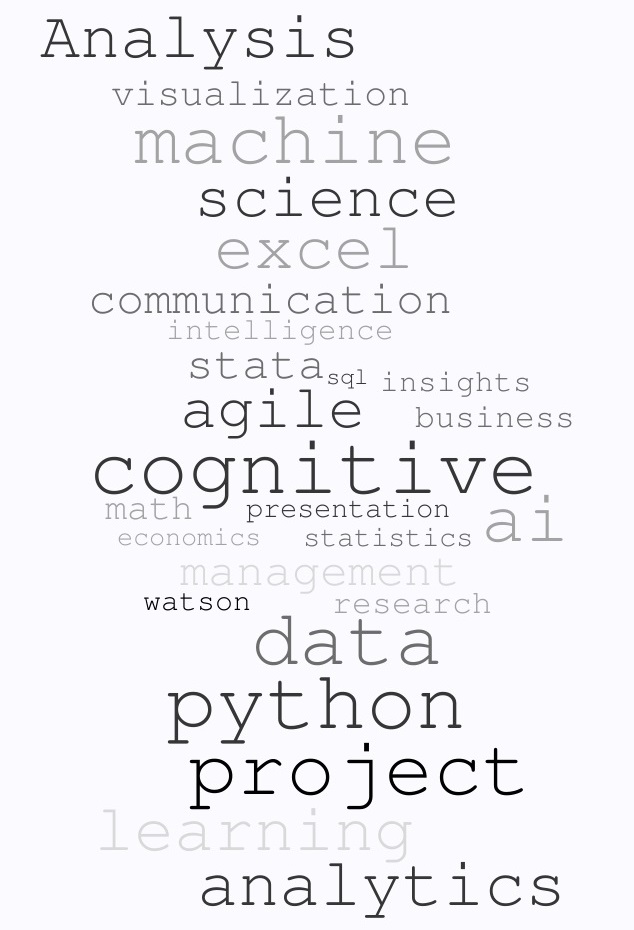 Analysis
visualization
machine
science
excel
communication
intelligence
stata sql insights
agile business
cognitive
math presentation ai
economics statistics
management
watson research
data
python
project
learning
analytics